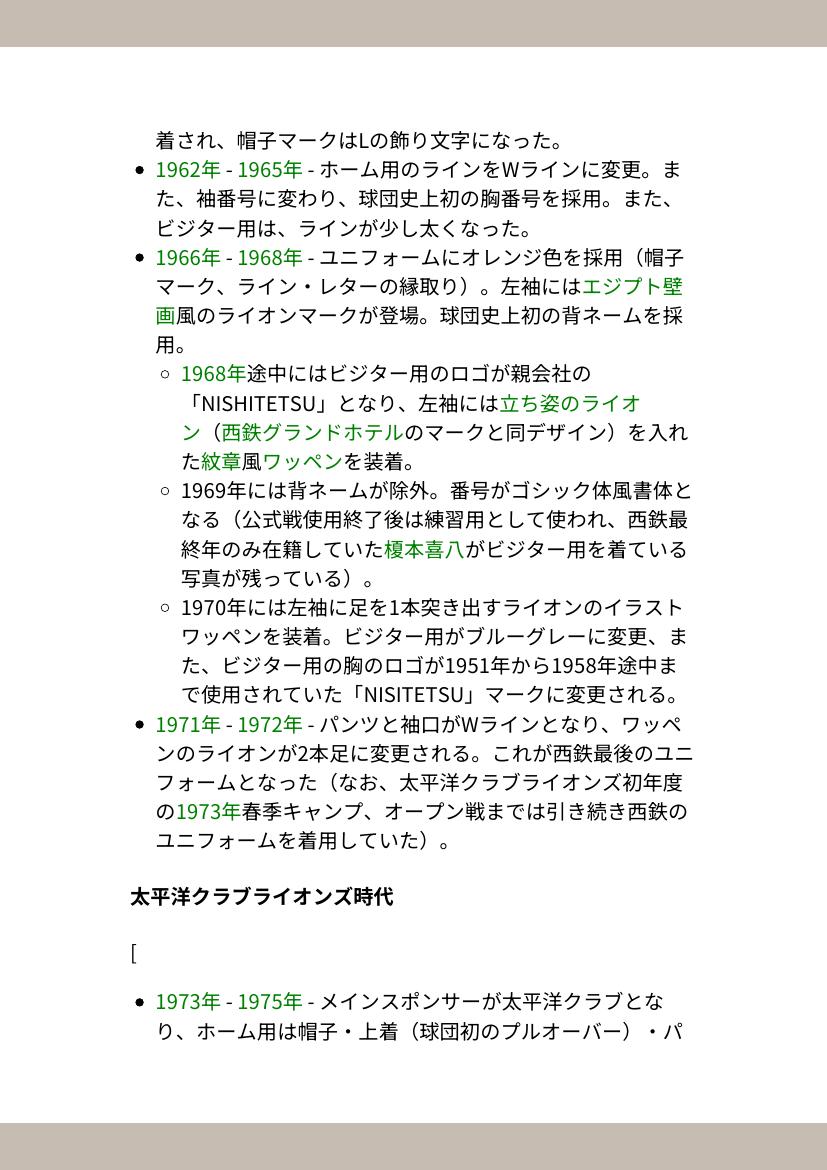 着され、帽子マークはLの飾り文字になった。
• 1962年 - 1965年 - ホーム用のラインをWラインに変更。ま
た、袖番号に変わり、球団史上初の胸番号を採用。また、
ビジター用は、ラインが少し太くなった。
• 1966年 - 1968年 - ユニフォームにオレンジ色を採用（帽子
マーク、ライン・レターの縁取り）。左袖にはエジプト壁
画風のライオンマークが登場。球団史上初の背ネームを採
用。
◦ 1968年途中にはビジター用のロゴが親会社の
「NISHITETSU」となり、左袖には立ち姿のライオ
ン（西鉄グランドホテルのマークと同デザイン）を入れ
た紋章風ワッペンを装着。
◦ 1969年には背ネームが除外。番号がゴシック体風書体と
なる（公式戦使用終了後は練習用として使われ、西鉄最
終年のみ在籍していた榎本喜八がビジター用を着ている
写真が残っている）。
◦ 1970年には左袖に足を1本突き出すライオンのイラスト
ワッペンを装着。ビジター用がブルーグレーに変更、ま
た、ビジター用の胸のロゴが1951年から1958年途中ま
で使用されていた「NISITETSU」マークに変更される。
• 1971年 - 1972年 - パンツと袖口がWラインとなり、ワッペ
ンのライオンが2本足に変更される。これが西鉄最後のユニ
フォームとなった（なお、太平洋クラブライオンズ初年度
の1973年春季キャンプ、オープン戦までは引き続き西鉄の
ユニフォームを着用していた）。
太平洋クラブライオンズ時代
[
• 1973年 - 1975年 - メインスポンサーが太平洋クラブとな
り、ホーム用は帽子・上着（球団初のプルオーバー）・パ